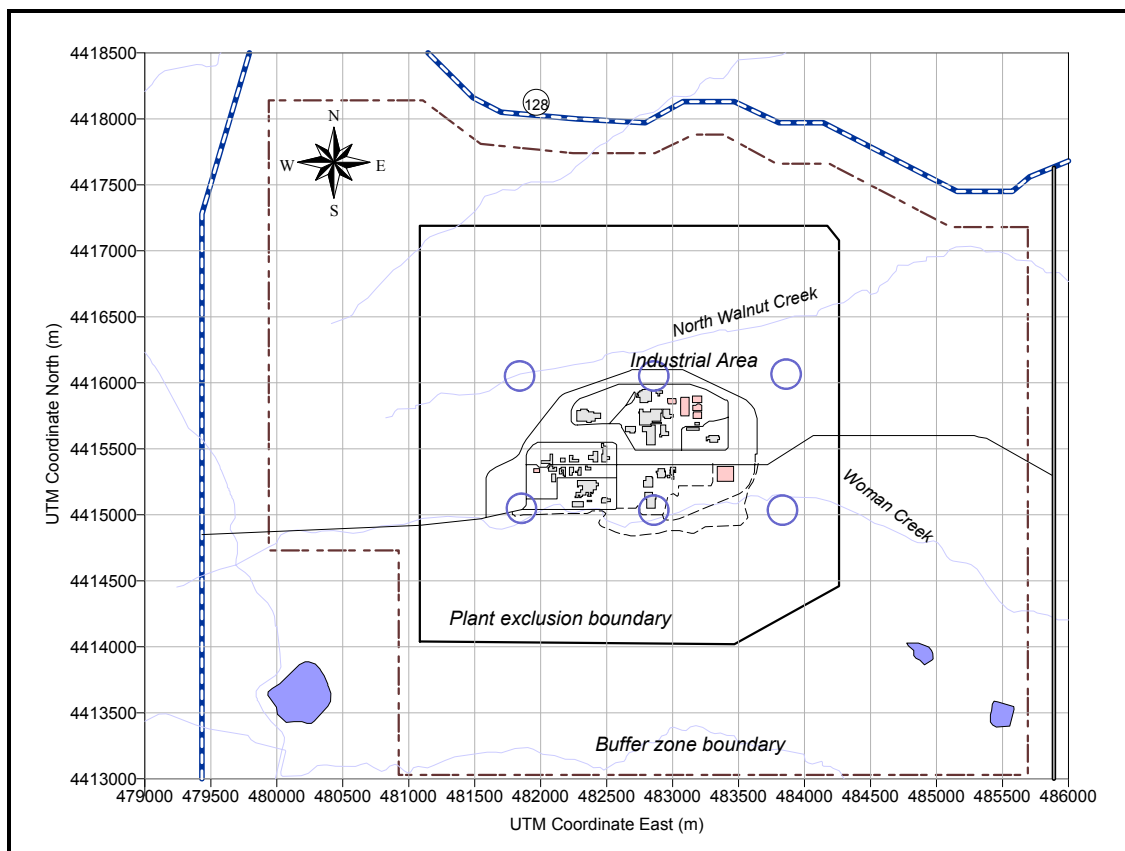 4418500
128
4418000
N
W E
S
4417500
4417000
North Walnut Creek
4416500
Industrial Area
4416000
UTM Coordinate North (m)
4415500
Woman Creek
4415000
4414500
Plant exclusion boundary
4414000
4413500
Buffer zone boundary
4413000
479000 479500 480000 480500 481000 481500 482000 482500 483000 483500 484000 484500 485000 485500 486000
UTM Coordinate East (m)